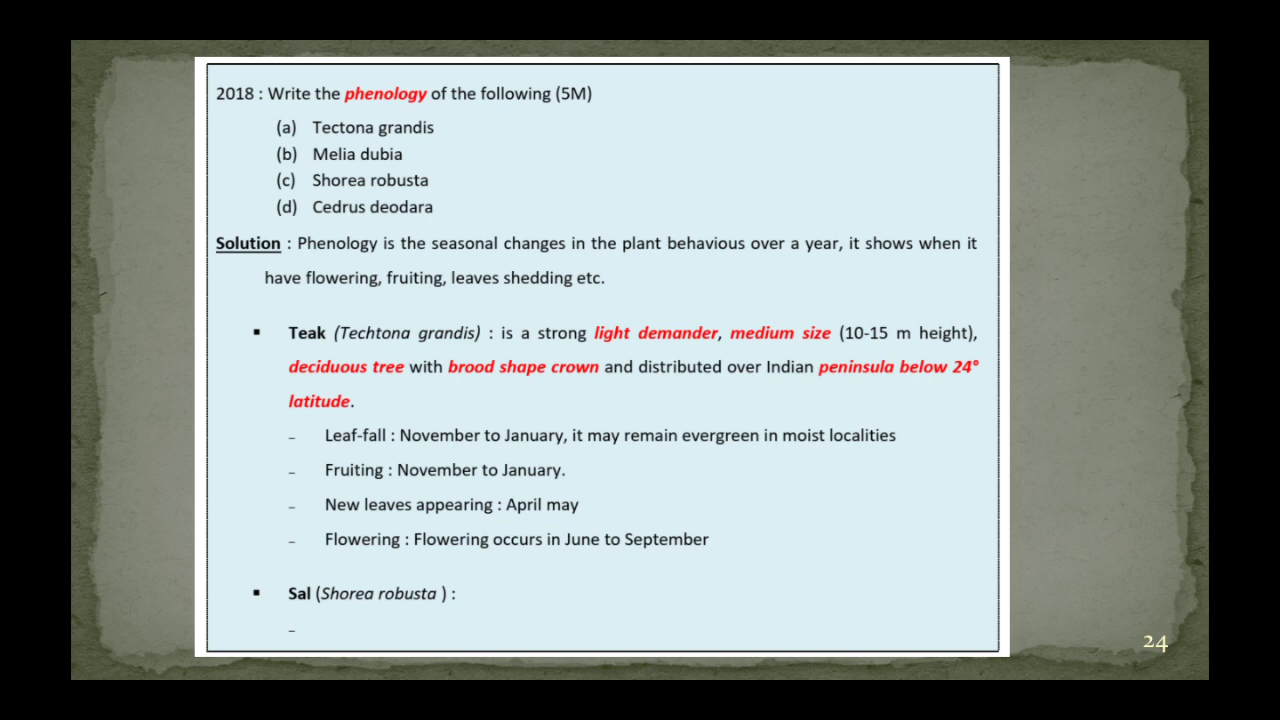 2018 : Write the phenology of the following (5M)
(a) Tectona grandis
(b) Melia dubia
(c) Shorea robusta
(d) Cedrus deodara
Solution : Phenology is the seasonal changes in the plant behavious over a year, it shows when it
have flowering, fruiting, leaves shedding etc.
▪ Teak (Techtona grandis) : is a strong light demander, medium size (10-15 m height),
deciduous tree with brood shape crown and distributed over Indian peninsula below 24°
latitude.
– Leaf-fall : November to January, it may remain evergreen in moist localities
– Fruiting : November to January.
– New leaves appearing : April may
– Flowering : Flowering occurs in June to September
▪ Sal (Shorea robusta ) :
–
24